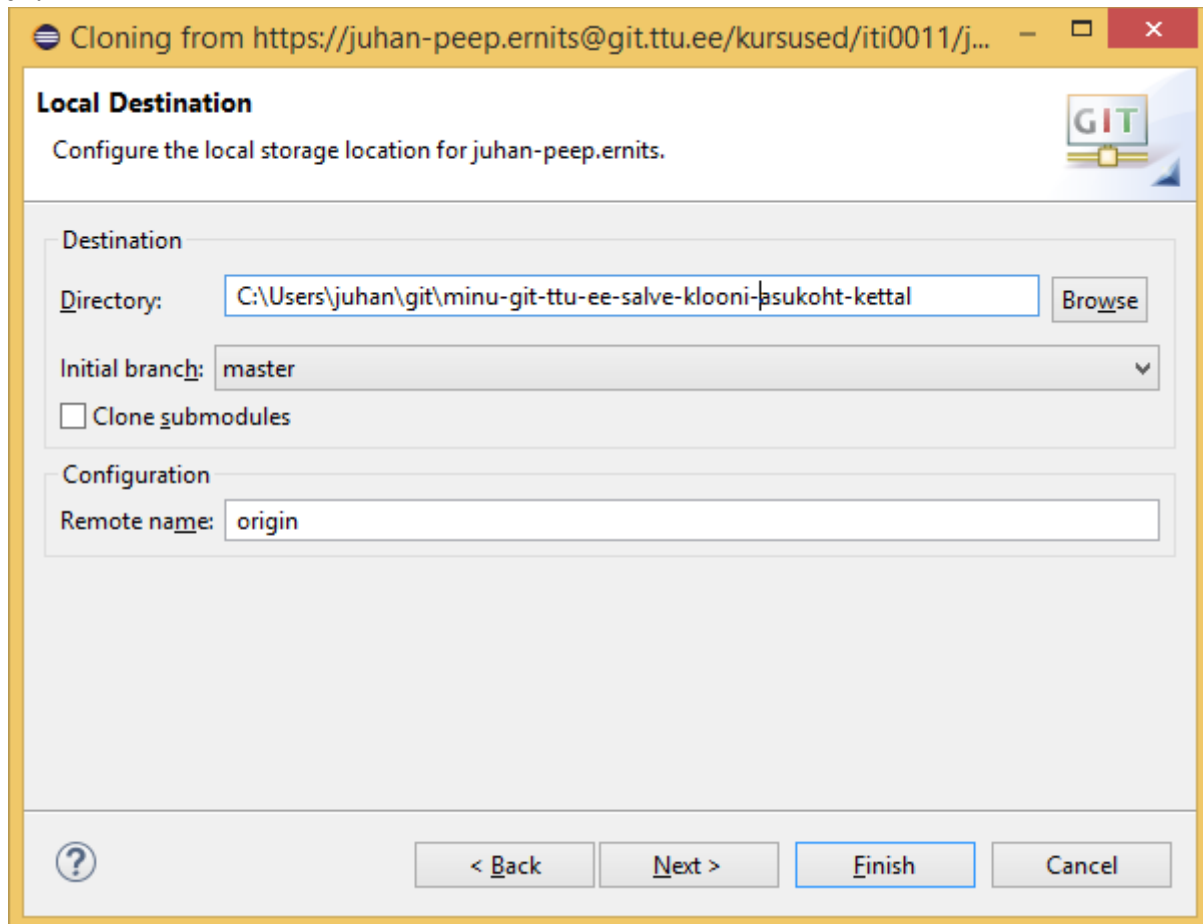 Cloning from https://juhan-peep.ernits@git.ttu.ee/kursused/iti0011/j...
Local Destination
Configure the local storage location for juhan-peep.ernits.
GIT
Destination
Directory: C:\Users\juhan\git\minu-git-ttu-ee-salve-klooni-asukoht-kettal Browse
Initial branch: master
Clone submodules
Configuration
Remote name: origin
? < Back Next > Finish Cancel